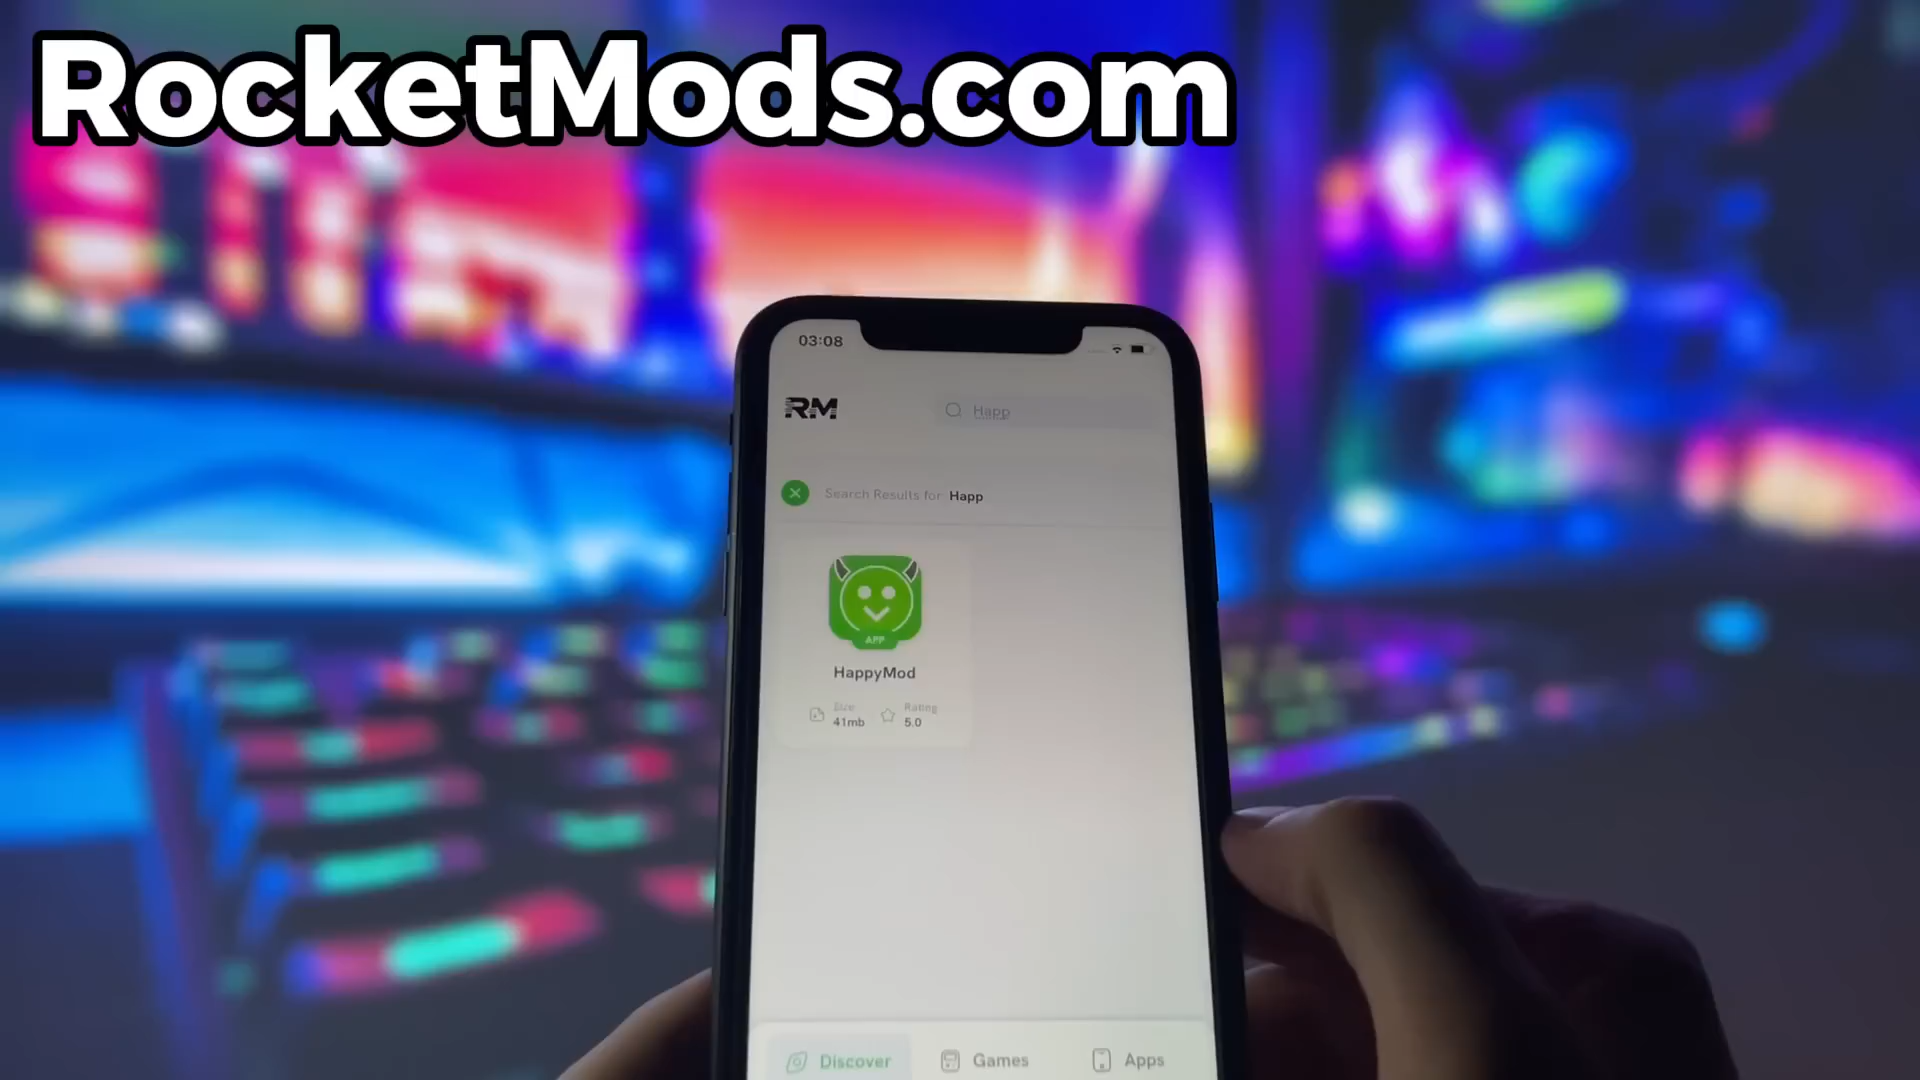 RocketMods.com
03:08
RM
Happ
Search Results for Happ
APP
HappyMod
Size
41mb
Rating
5.0
Discover
Games
Apps